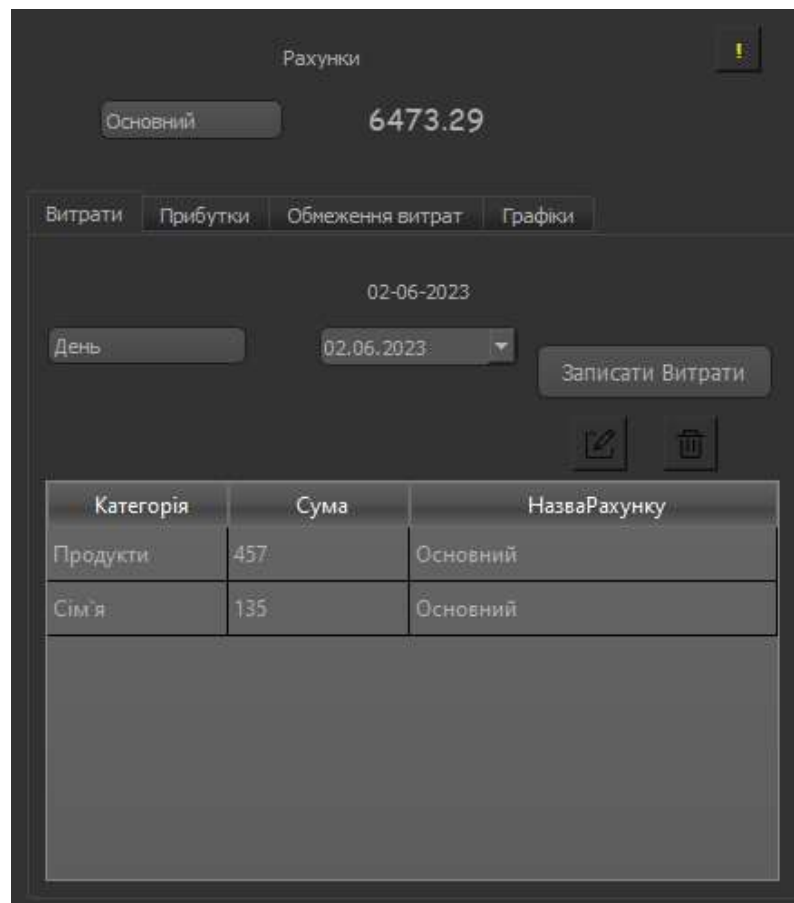 Рахунки
!
Основний 6473.29
Витрати Прибутки Обмеження витрат Графіки
02-06-2023
День 02.06.2023
Записати Витрати
Категорія Сума НазваРахунку
Продукти 457 Основний
Сім`я 135 Основний